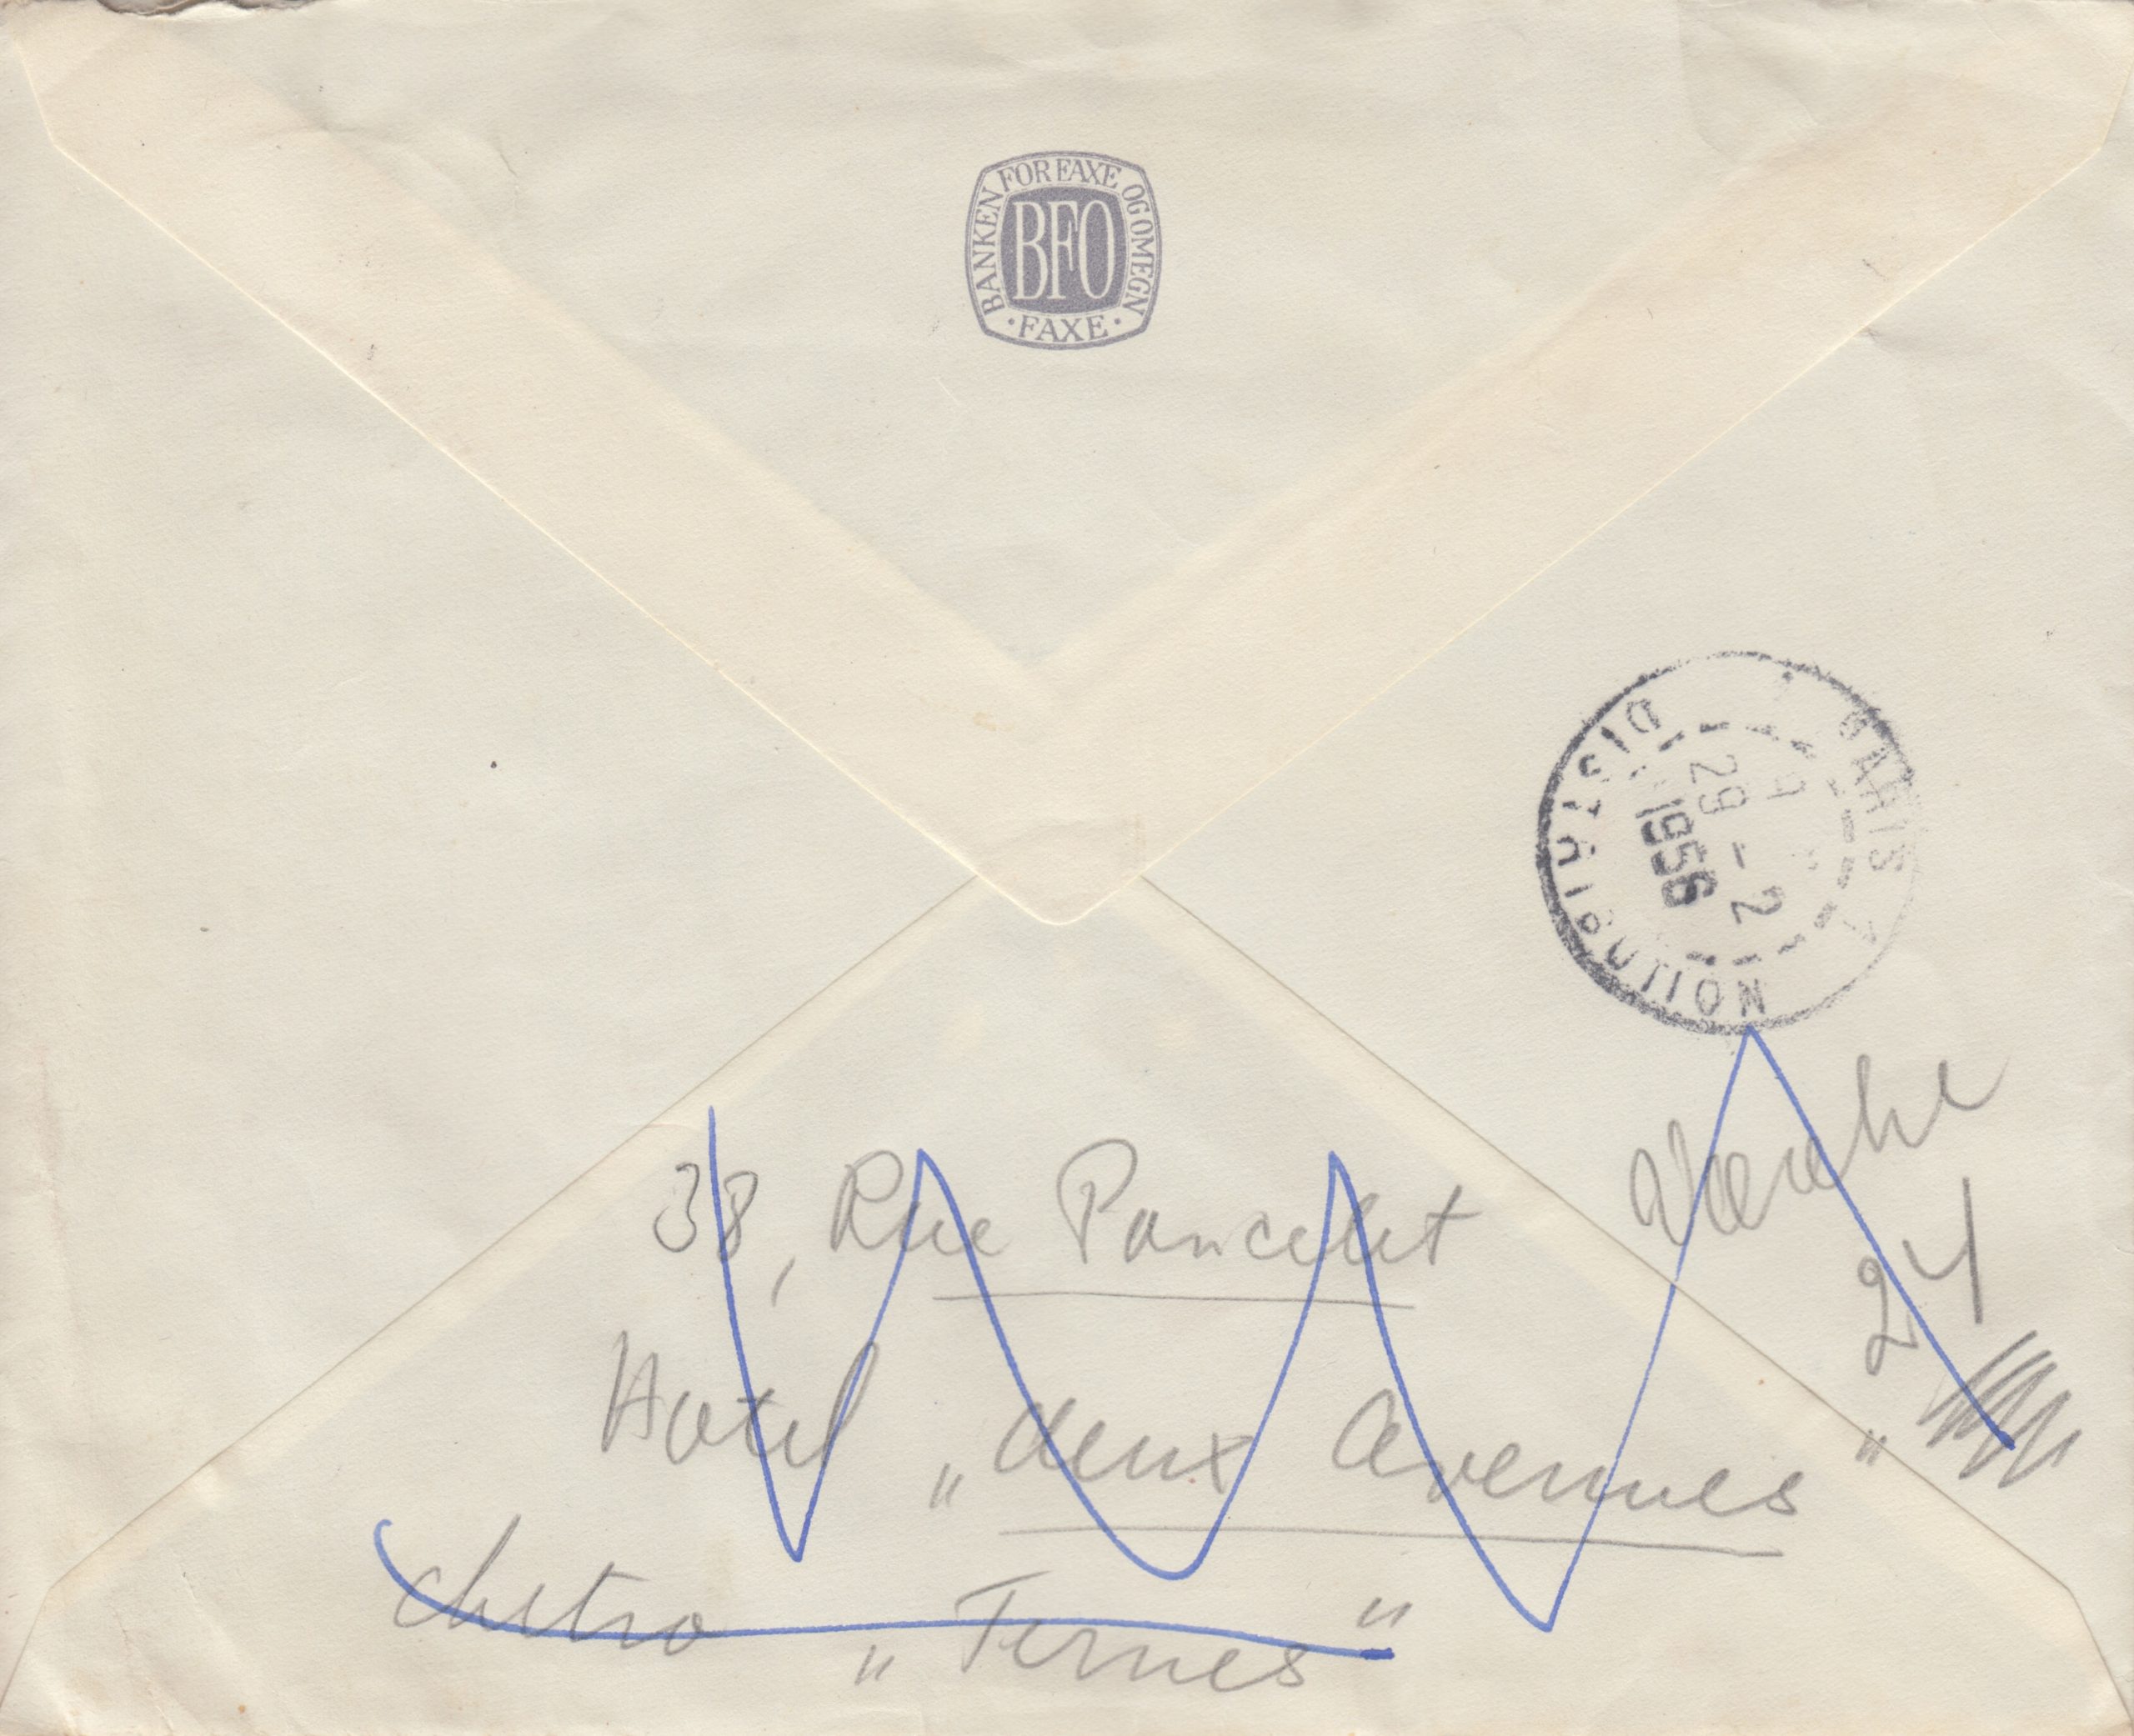 BANKEN FOR FAXE OG OMEGN
BFO
· FAXE ·
PARIS
29 - 2
1956
DISTRIBUTION
38, Rue Poncelet
Hotel „deux Avenues"
Metro „Ternes"
24